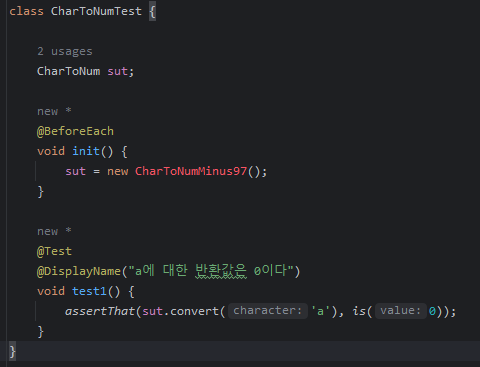 class CharToNumTest {
2 usages
CharToNum sut;
new *
@BeforeEach
void init() {
sut = new CharToNumMinus97();
}
new *
@Test
@DisplayName("a에 대한 반환값은 0이다")
void test1() {
assertThat(sut.convert( character: 'a'), is( value: 0));
}
}